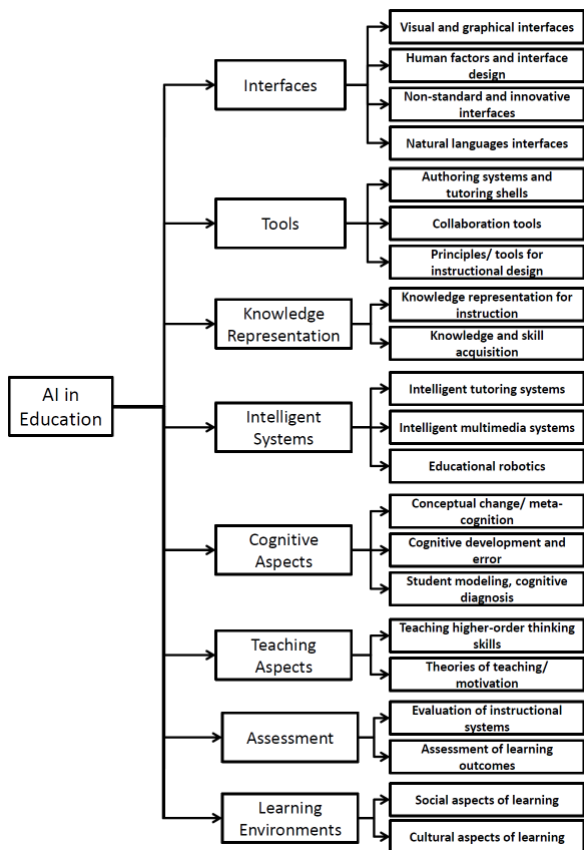 Visual and graphical interfaces
Human factors and interface
design
Interfaces
Non-standard and innovative
interfaces
Natural languages interfaces
Authoring systems and
tutoring shells
Tools
Collaboration tools
Principles/ tools for
instructional design
Knowledge
Representation
Knowledge representation for
instruction
Knowledge and skill
acquisition
AI in
Education
Intelligent
Systems
Intelligent tutoring systems
Intelligent multimedia systems
Educational robotics
Cognitive
Aspects
Conceptual change/ meta-
cognition
Cognitive development and
error
Student modeling, cognitive
diagnosis
Teaching
Aspects
Teaching higher-order thinking
skills
Theories of teaching/
motivation
Assessment
Evaluation of instructional
systems
Assessment of learning
outcomes
Learning
Environments
Social aspects of learning
Cultural aspects of learning